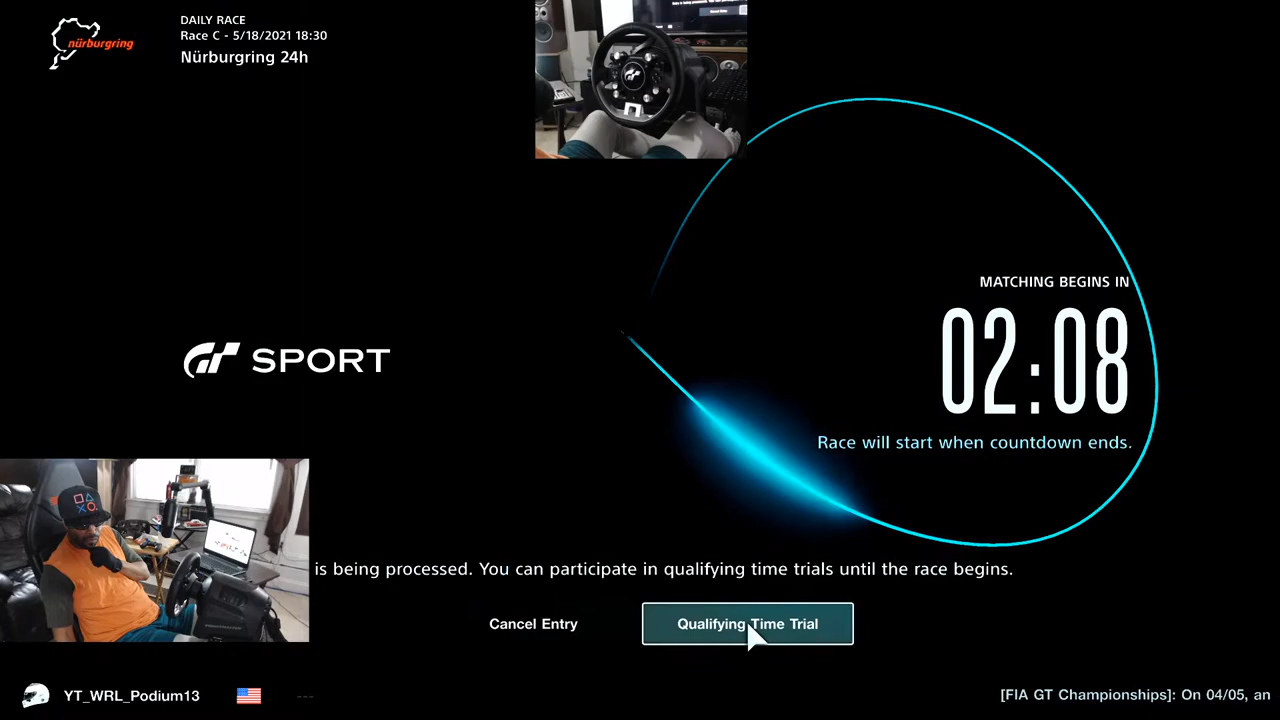 nürburgring
DAILY RACE
Race C - 5/18/2021 18:30
Nürburgring 24h
MATCHING BEGINS IN
02:08
Race will start when countdown ends.
GT SPORT
is being processed. You can participate in qualifying time trials until the race begins.
Cancel Entry
Qualifying Time Trial
YT_WRL_Podium13
---
[FIA GT Championships]: On 04/05, an